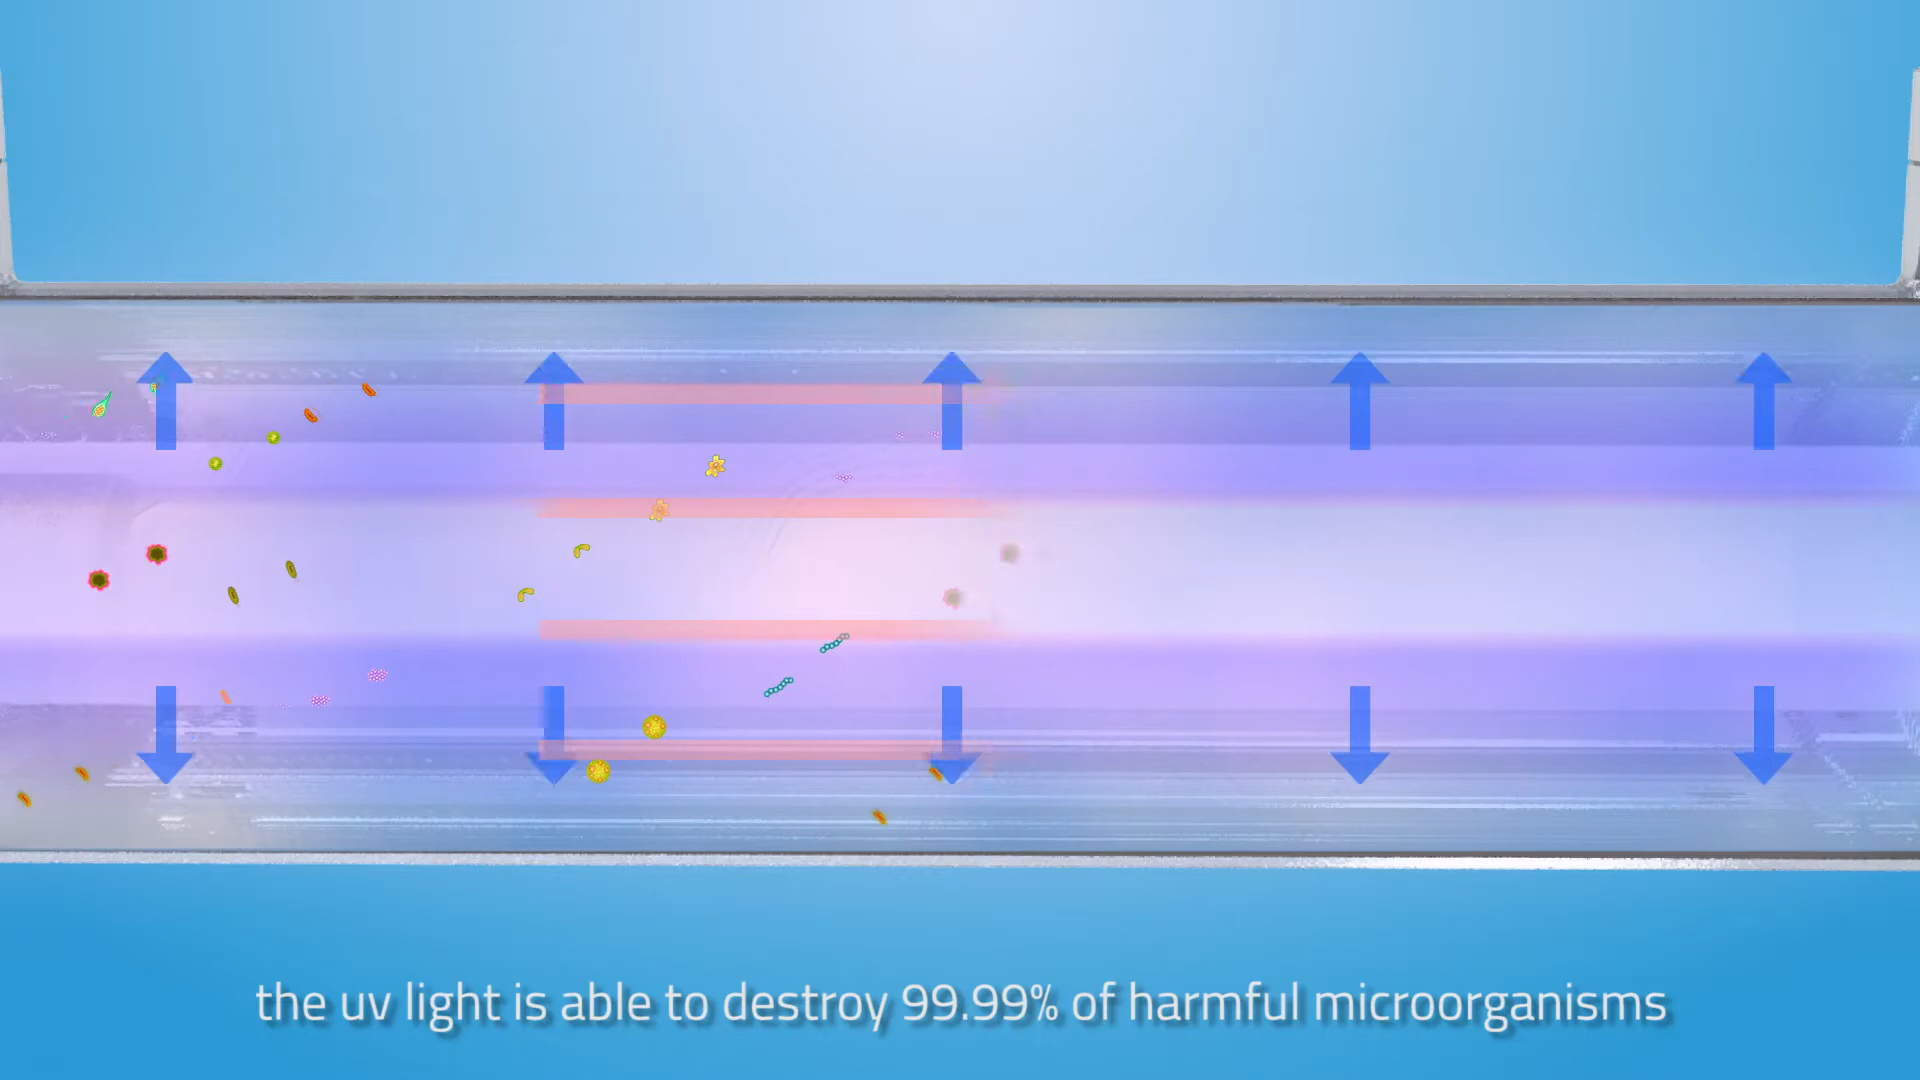 the uv light is able to destroy 99.99% of harmful microorganisms